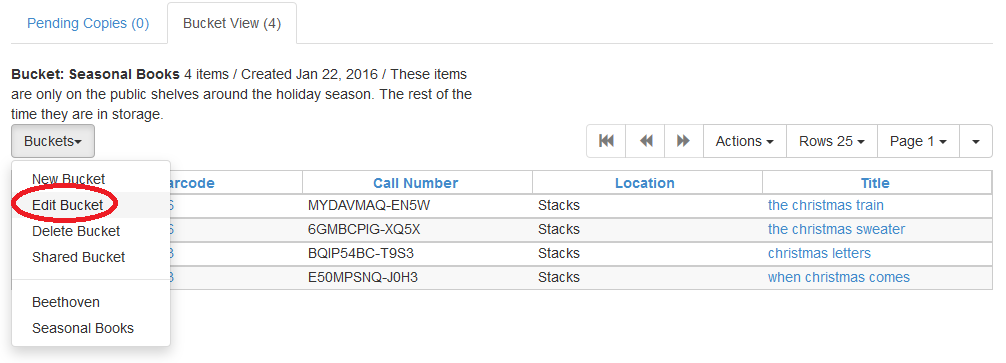 Pending Copies (0) Bucket View (4)
Bucket: Seasonal Books 4 items / Created Jan 22, 2016 / These items
are only on the public shelves around the holiday season. The rest of the
time they are in storage.
Buckets Actions Rows 25 Page 1
New Bucket
Edit Bucket
Delete Bucket
Shared Bucket
Beethoven
Seasonal Books
arcode Call Number Location Title
6 MYDAVMAQ-EN5W Stacks the christmas train
6 6GMBCPIG-XQ5X Stacks the christmas sweater
3 BQIP54BC-T9S3 Stacks christmas letters
3 E50MPSNQ-J0H3 Stacks when christmas comes